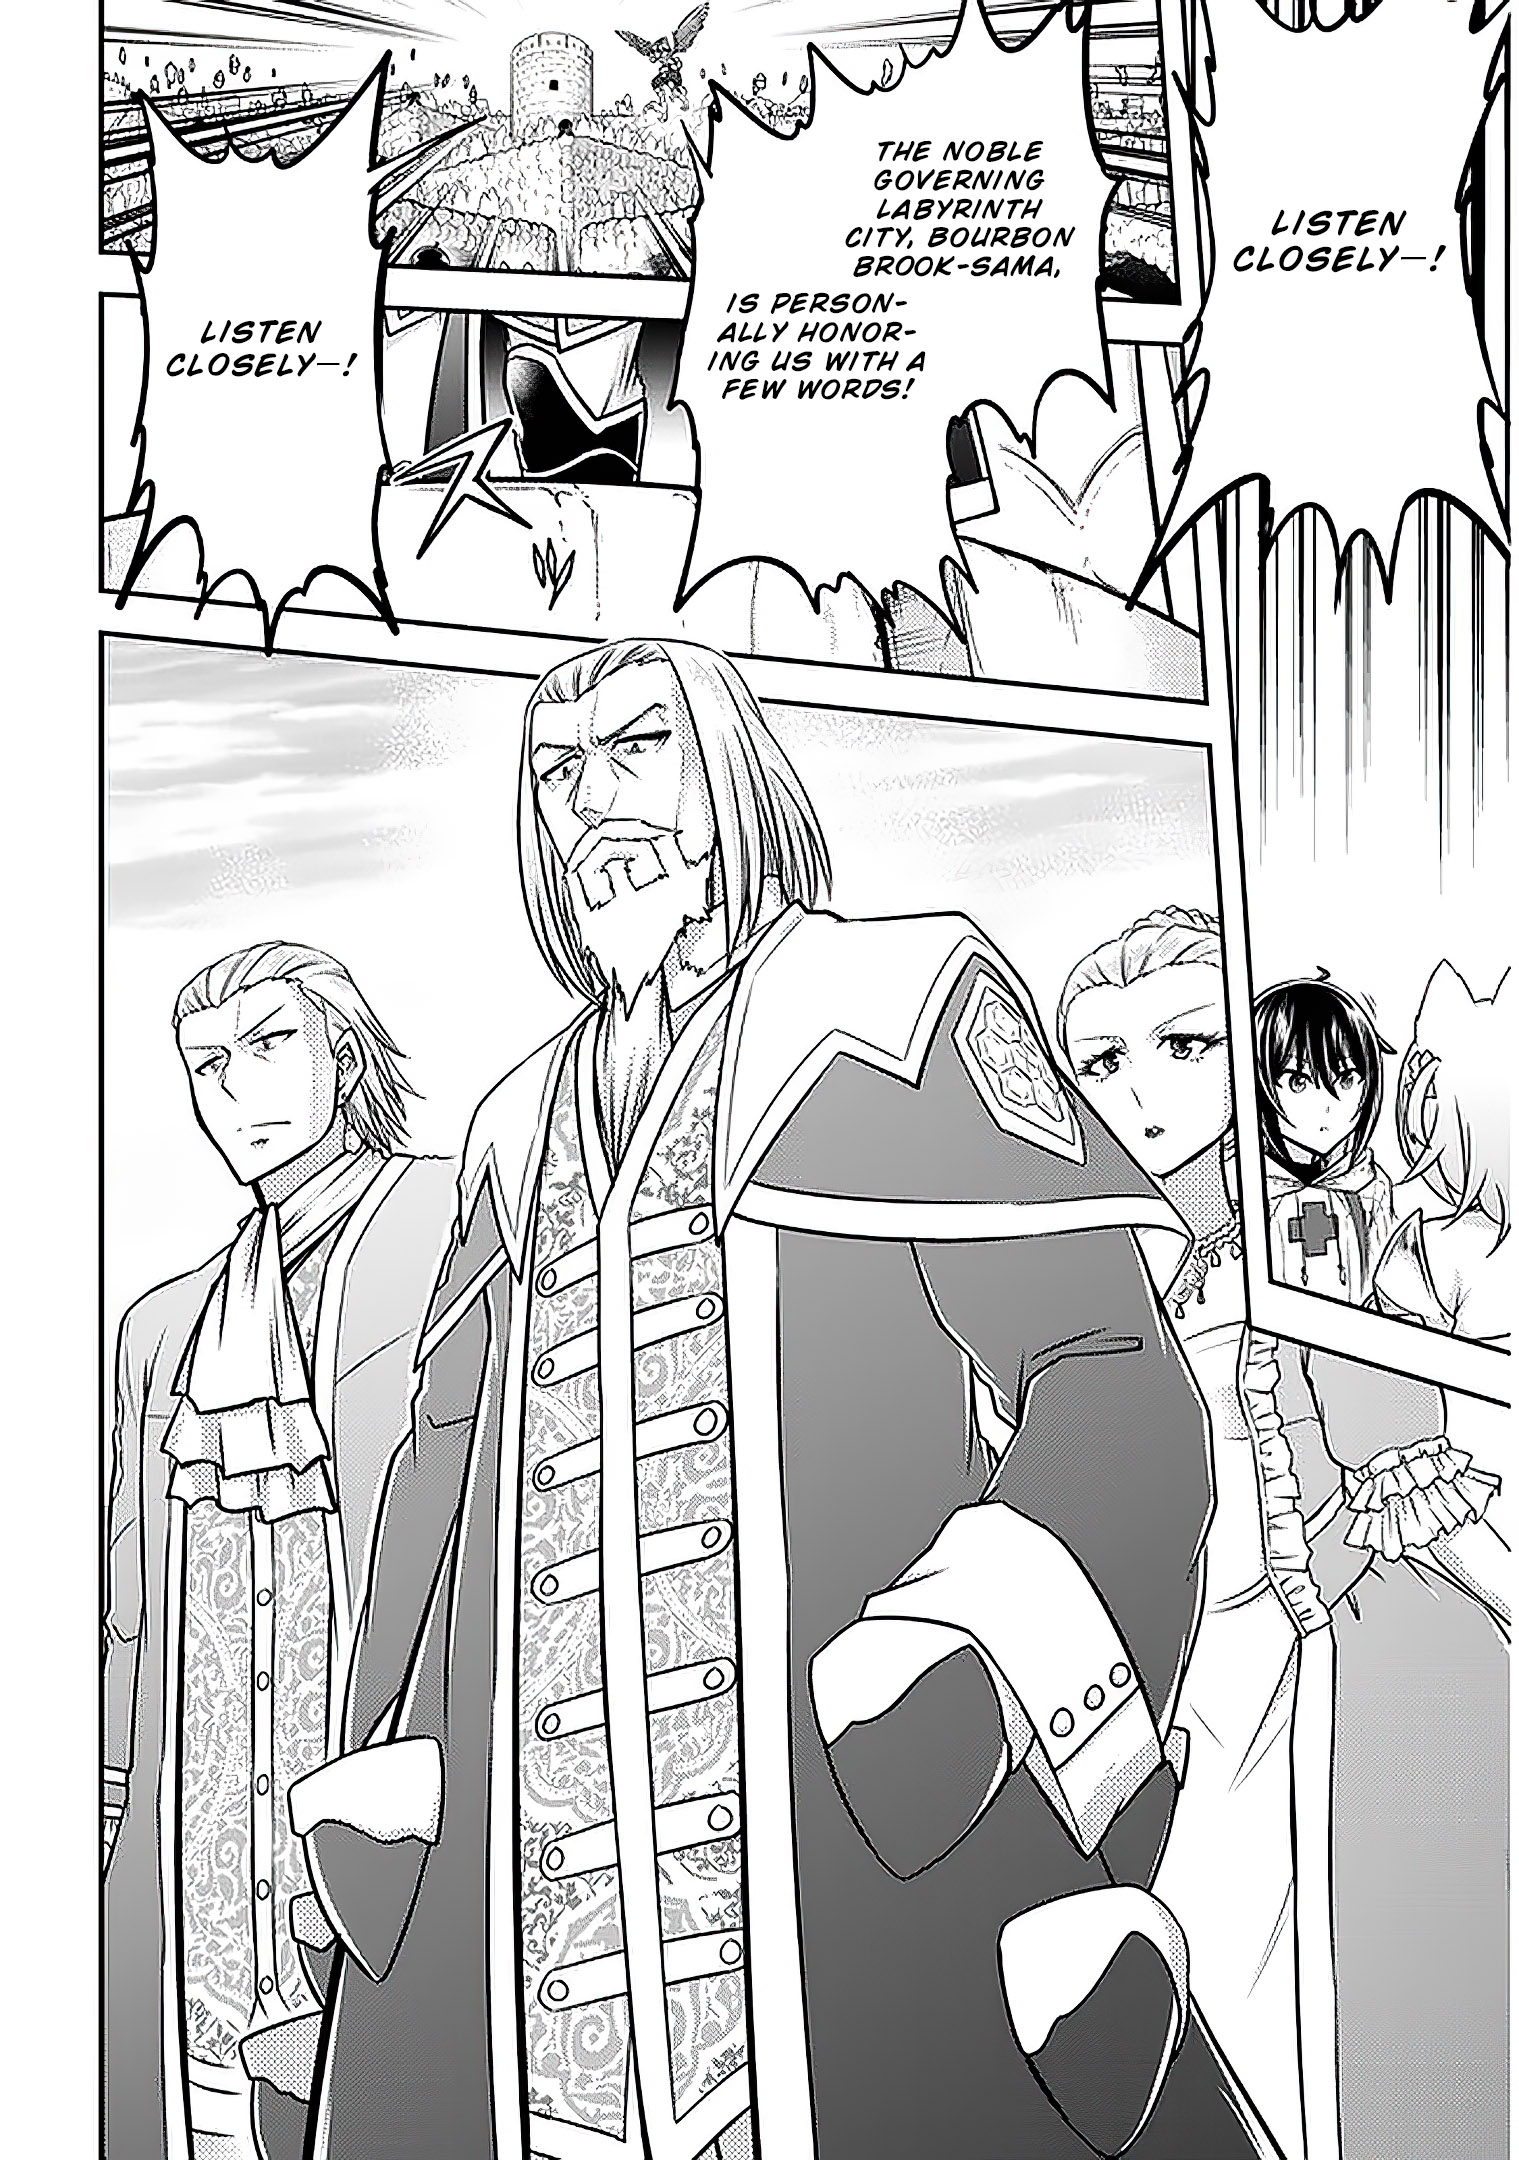 LISTEN
CLOSELY—!
THE NOBLE
GOVERNING
LABYRINTH
CITY, BOURBON
BROOK-SAMA,
IS PERSON-
ALLY HONOR-
ING US WITH A
FEW WORDS!
LISTEN
CLOSELY—!